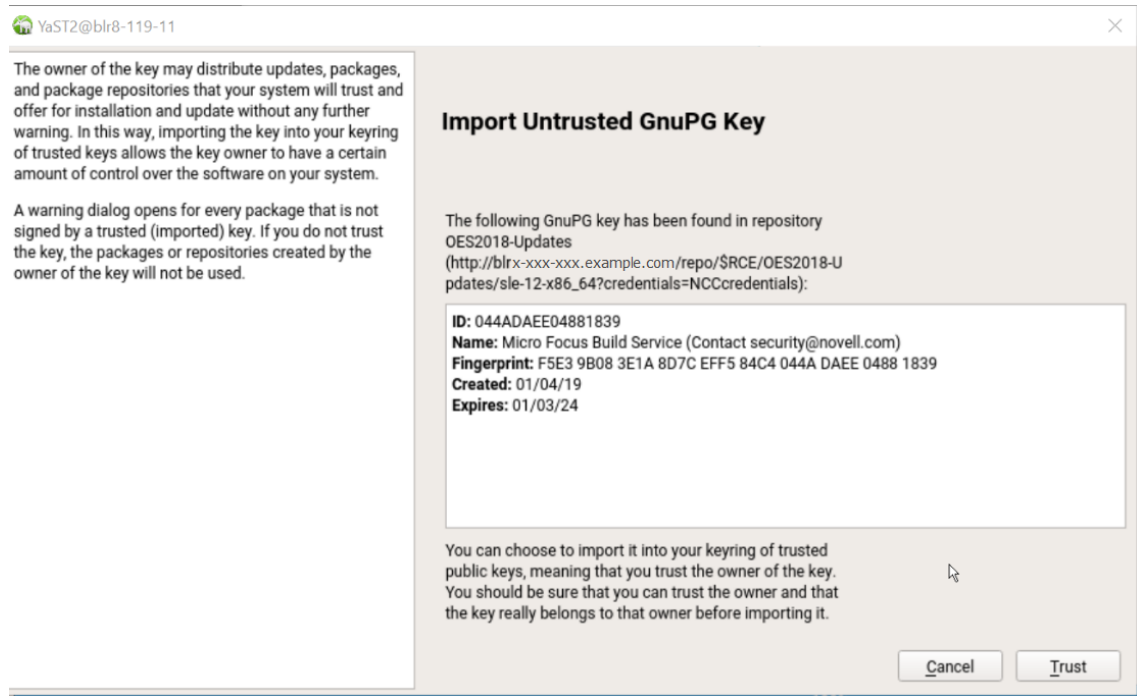 YaST2@blr8-119-11
The owner of the key may distribute updates, packages,
and package repositories that your system will trust and
offer for installation and update without any further
warning. In this way, importing the key into your keyring
of trusted keys allows the key owner to have a certain
amount of control over the software on your system.
A warning dialog opens for every package that is not
signed by a trusted (imported) key. If you do not trust
the key, the packages or repositories created by the
owner of the key will not be used.
Import Untrusted GnuPG Key
The following GnuPG key has been found in repository
OES2018-Updates
(http://blrx-xxx-xxx.example.com/repo/$RCE/OES2018-U
pdates/sle-12-x86_64?credentials=NCCcredentials):
ID: 044ADAEE04881839
Name: Micro Focus Build Service (Contact security@novell.com)
Fingerprint: F5E3 9B08 3E1A 8D7C EFF5 84C4 044A DAEE 0488 1839
Created: 01/04/19
Expires: 01/03/24
You can choose to import it into your keyring of trusted
public keys, meaning that you trust the owner of the key.
You should be sure that you can trust the owner and that
the key really belongs to that owner before importing it.
Cancel Trust